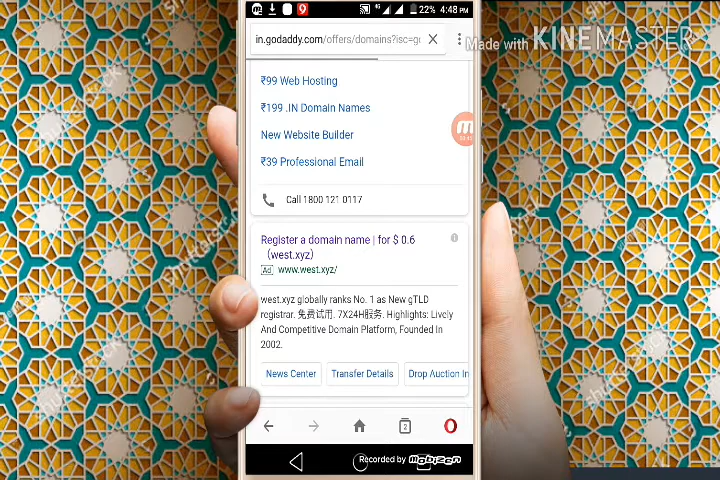 22% 4:48 PM
in.godaddy.com/offers/domains?isc=g
Made with KINEMASTER
₹99 Web Hosting
₹199 .IN Domain Names
New Website Builder
₹39 Professional Email
Call 1800 121 0117
Register a domain name | for $ 0.6
(west.xyz)
Ad www.west.xyz/
west.xyz globally ranks No. 1 as New gTLD
registrar. 免费试用. 7X24H服务. Highlights: Lively
And Competitive Domain Platform, Founded In
2002.
News Center Transfer Details Drop Auction In
2
Recorded by mobizen